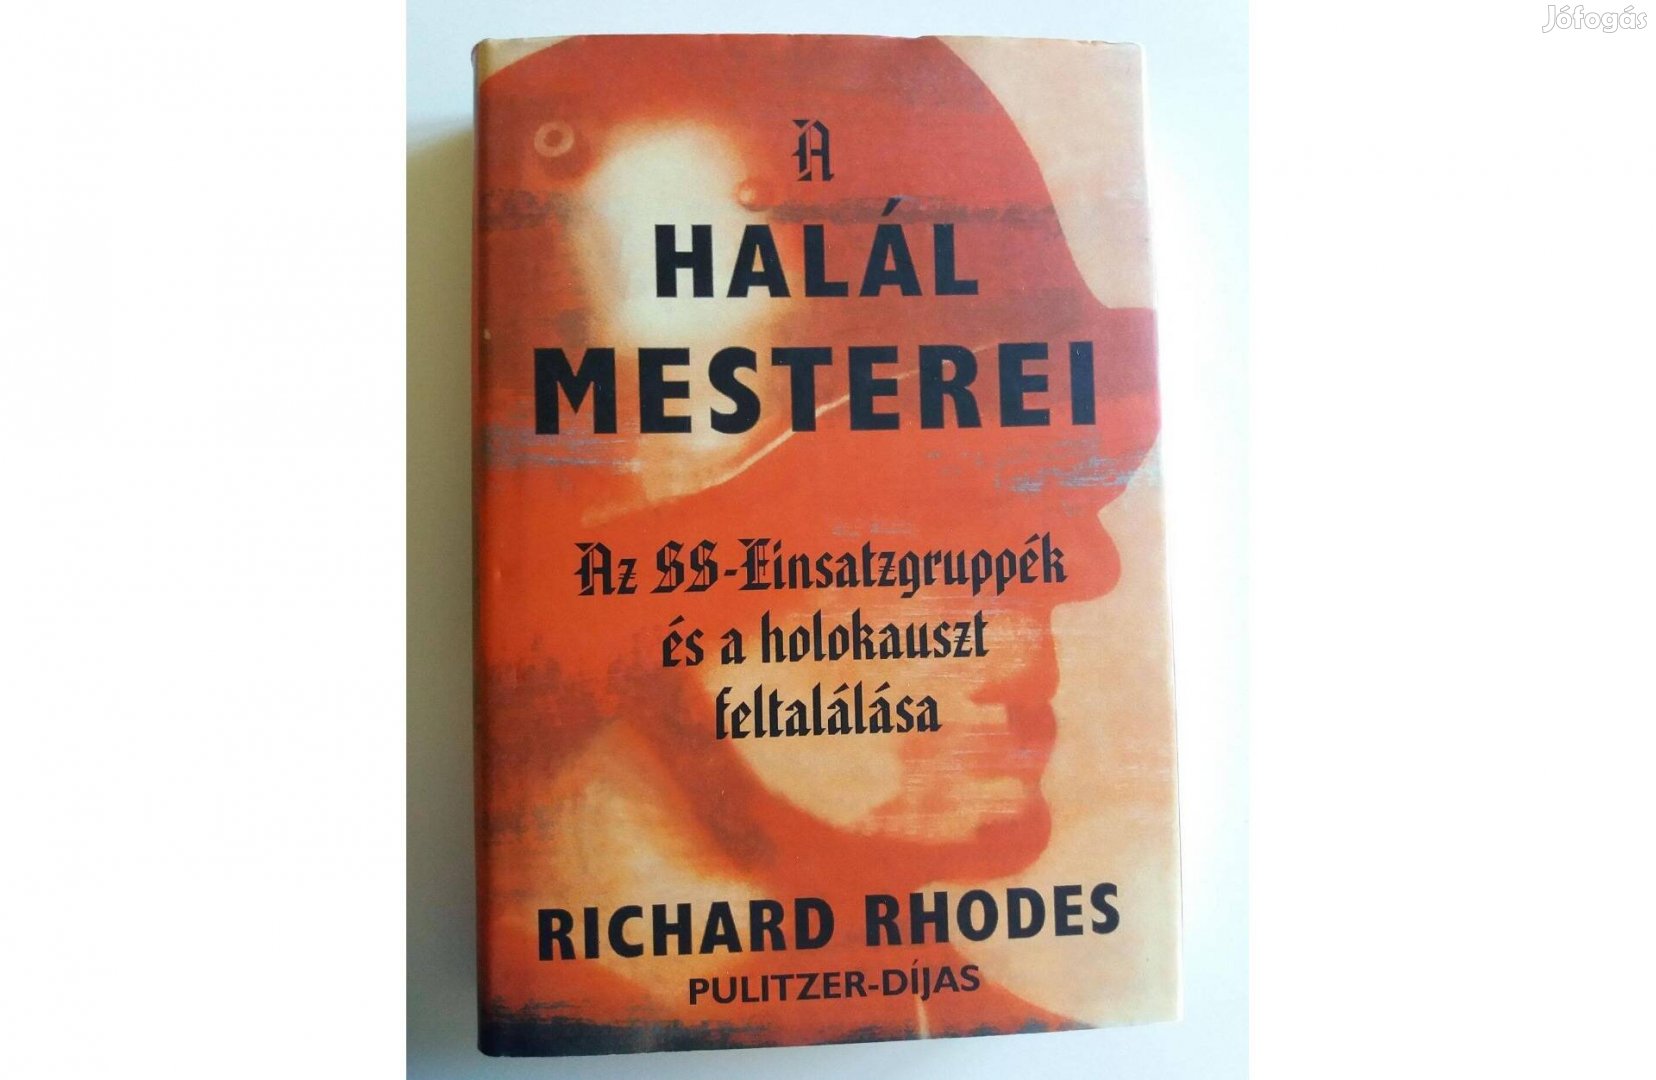 Jófogás
A
HALÁL
MESTEREI
Az SS-Einsatzgruppék
és a holokauszt
feltalálása
RICHARD RHODES
PULITZER-DÍJAS